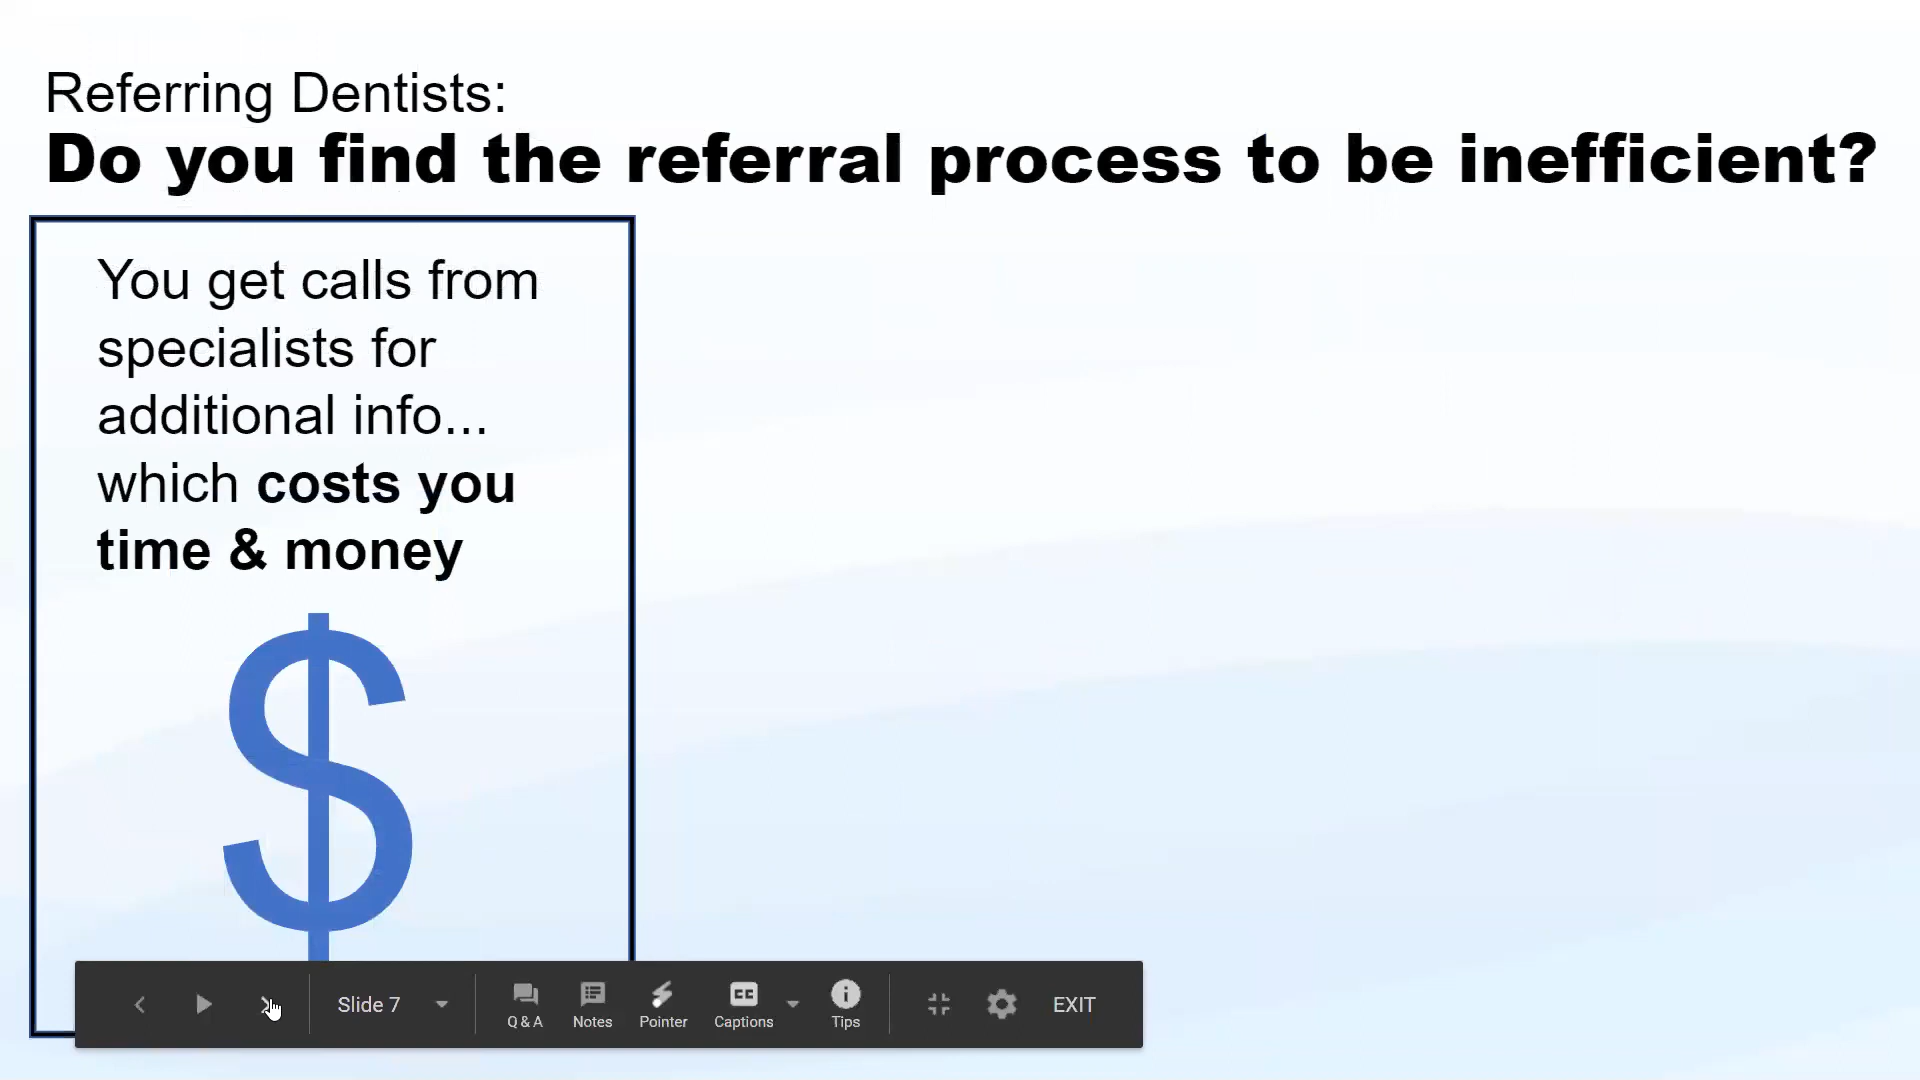 Referring Dentists:
Do you find the referral process to be inefficient?
You get calls from
specialists for
additional info...
which costs you
time & money
$
Slide 7
Q & A
Notes
Pointer
CC
Captions
Tips
EXIT